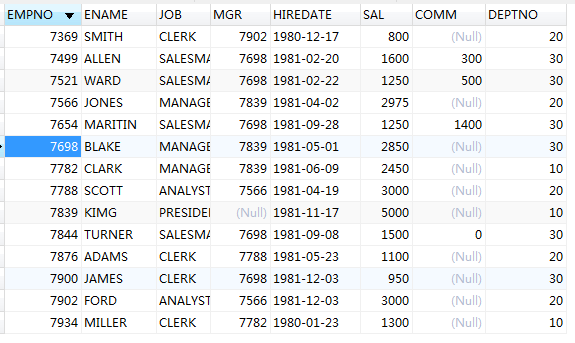 EMPNO ENAME JOB MGR HIREDATE SAL COMM DEPTNO
7369 SMITH CLERK 7902 1980-12-17 800 (Null) 20
7499 ALLEN SALESMA 7698 1981-02-20 1600 300 30
7521 WARD SALESMA 7698 1981-02-22 1250 500 30
7566 JONES MANAGE 7839 1981-04-02 2975 (Null) 20
7654 MARITIN SALESMA 7698 1981-09-28 1250 1400 30
7698 BLAKE MANAGE 7839 1981-05-01 2850 (Null) 30
7782 CLARK MANAGE 7839 1981-06-09 2450 (Null) 10
7788 SCOTT ANALYST 7566 1981-04-19 3000 (Null) 20
7839 KIMG PRESIDE (Null) 1981-11-17 5000 (Null) 10
7844 TURNER SALESMA 7698 1981-09-08 1500 0 30
7876 ADAMS CLERK 7788 1981-05-23 1100 (Null) 20
7900 JAMES CLERK 7698 1981-12-03 950 (Null) 30
7902 FORD ANALYST 7566 1981-12-03 3000 (Null) 20
7934 MILLER CLERK 7782 1980-01-23 1300 (Null) 10